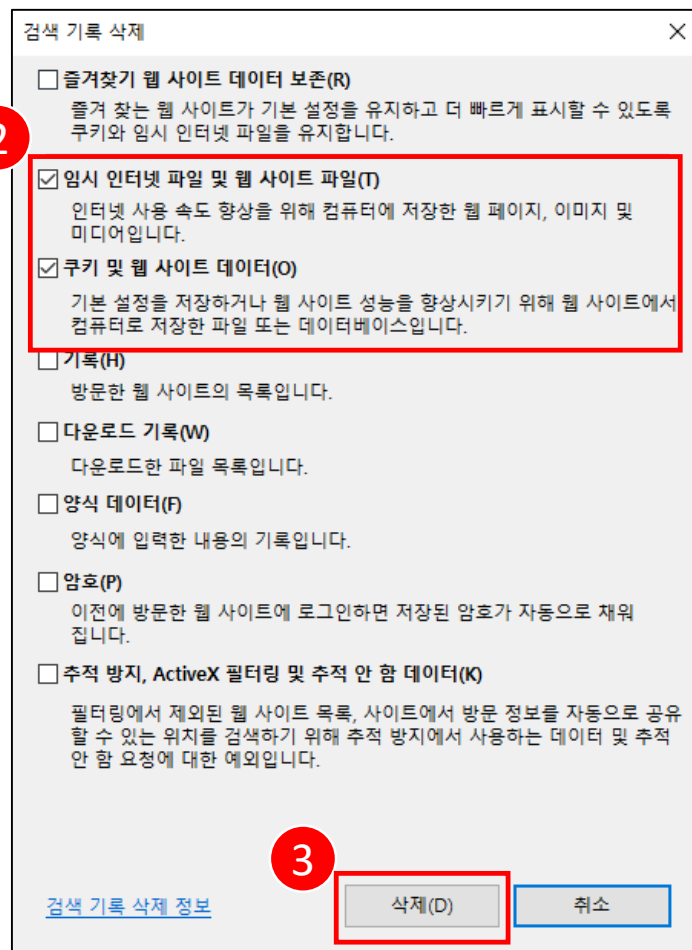 검색 기록 삭제
즐겨찾기 웹 사이트 데이터 보존(R)
즐겨 찾는 웹 사이트가 기본 설정을 유지하고 더 빠르게 표시할 수 있도록
쿠키와 임시 인터넷 파일을 유지합니다.
2
임시 인터넷 파일 및 웹 사이트 파일(T)
인터넷 사용 속도 향상을 위해 컴퓨터에 저장한 웹 페이지, 이미지 및
미디어입니다.
쿠키 및 웹 사이트 데이터(O)
기본 설정을 저장하거나 웹 사이트 성능을 향상시키기 위해 웹 사이트에서
컴퓨터로 저장한 파일 또는 데이터베이스입니다.
기록(H)
방문한 웹 사이트의 목록입니다.
다운로드 기록(W)
다운로드한 파일 목록입니다.
양식 데이터(F)
양식에 입력한 내용의 기록입니다.
암호(P)
이전에 방문한 웹 사이트에 로그인하면 저장된 암호가 자동으로 채워
집니다.
추적 방지, ActiveX 필터링 및 추적 안 함 데이터(K)
필터링에서 제외된 웹 사이트 목록, 사이트에서 방문 정보를 자동으로 공유
할 수 있는 위치를 검색하기 위해 추적 방지에서 사용하는 데이터 및 추적
안 함 요청에 대한 예외입니다.
3
검색 기록 삭제 정보 삭제(D) 취소